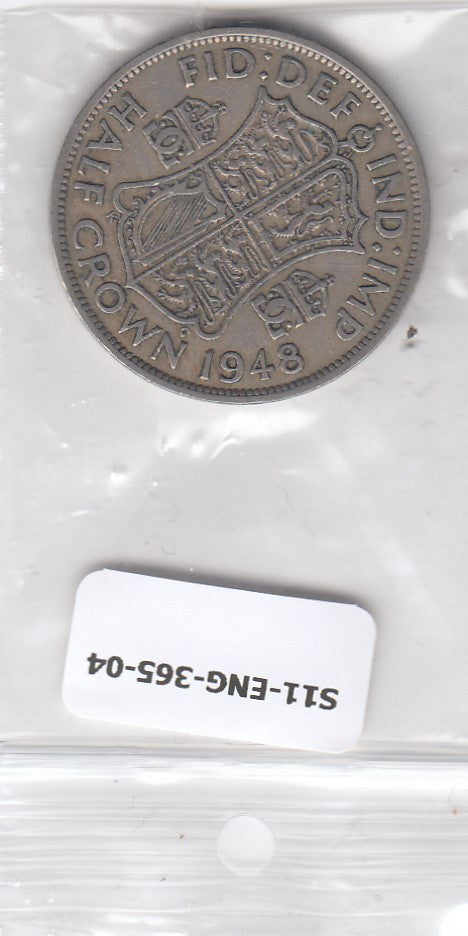 FID:DEF IND:IMP
HALF CROWN 1948
S11-ENG-365-04